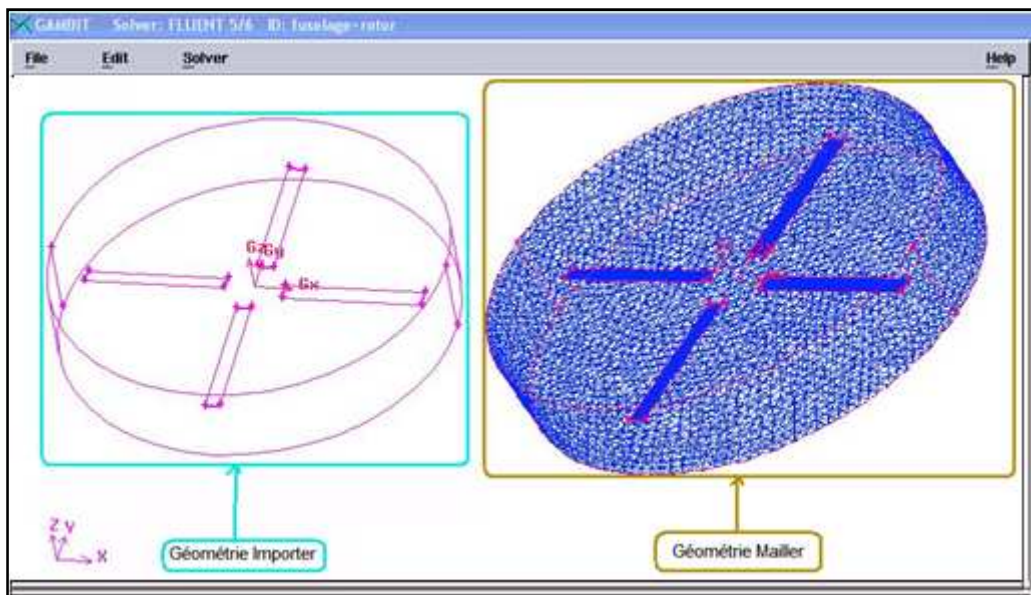 GAMBIT Solver: FLUENT 5/6 ID: fuselage-rotor
File Edit Solver Help
Gz Gy
Gx
Z Y
X
Géométrie Importer
Géométrie Mailler